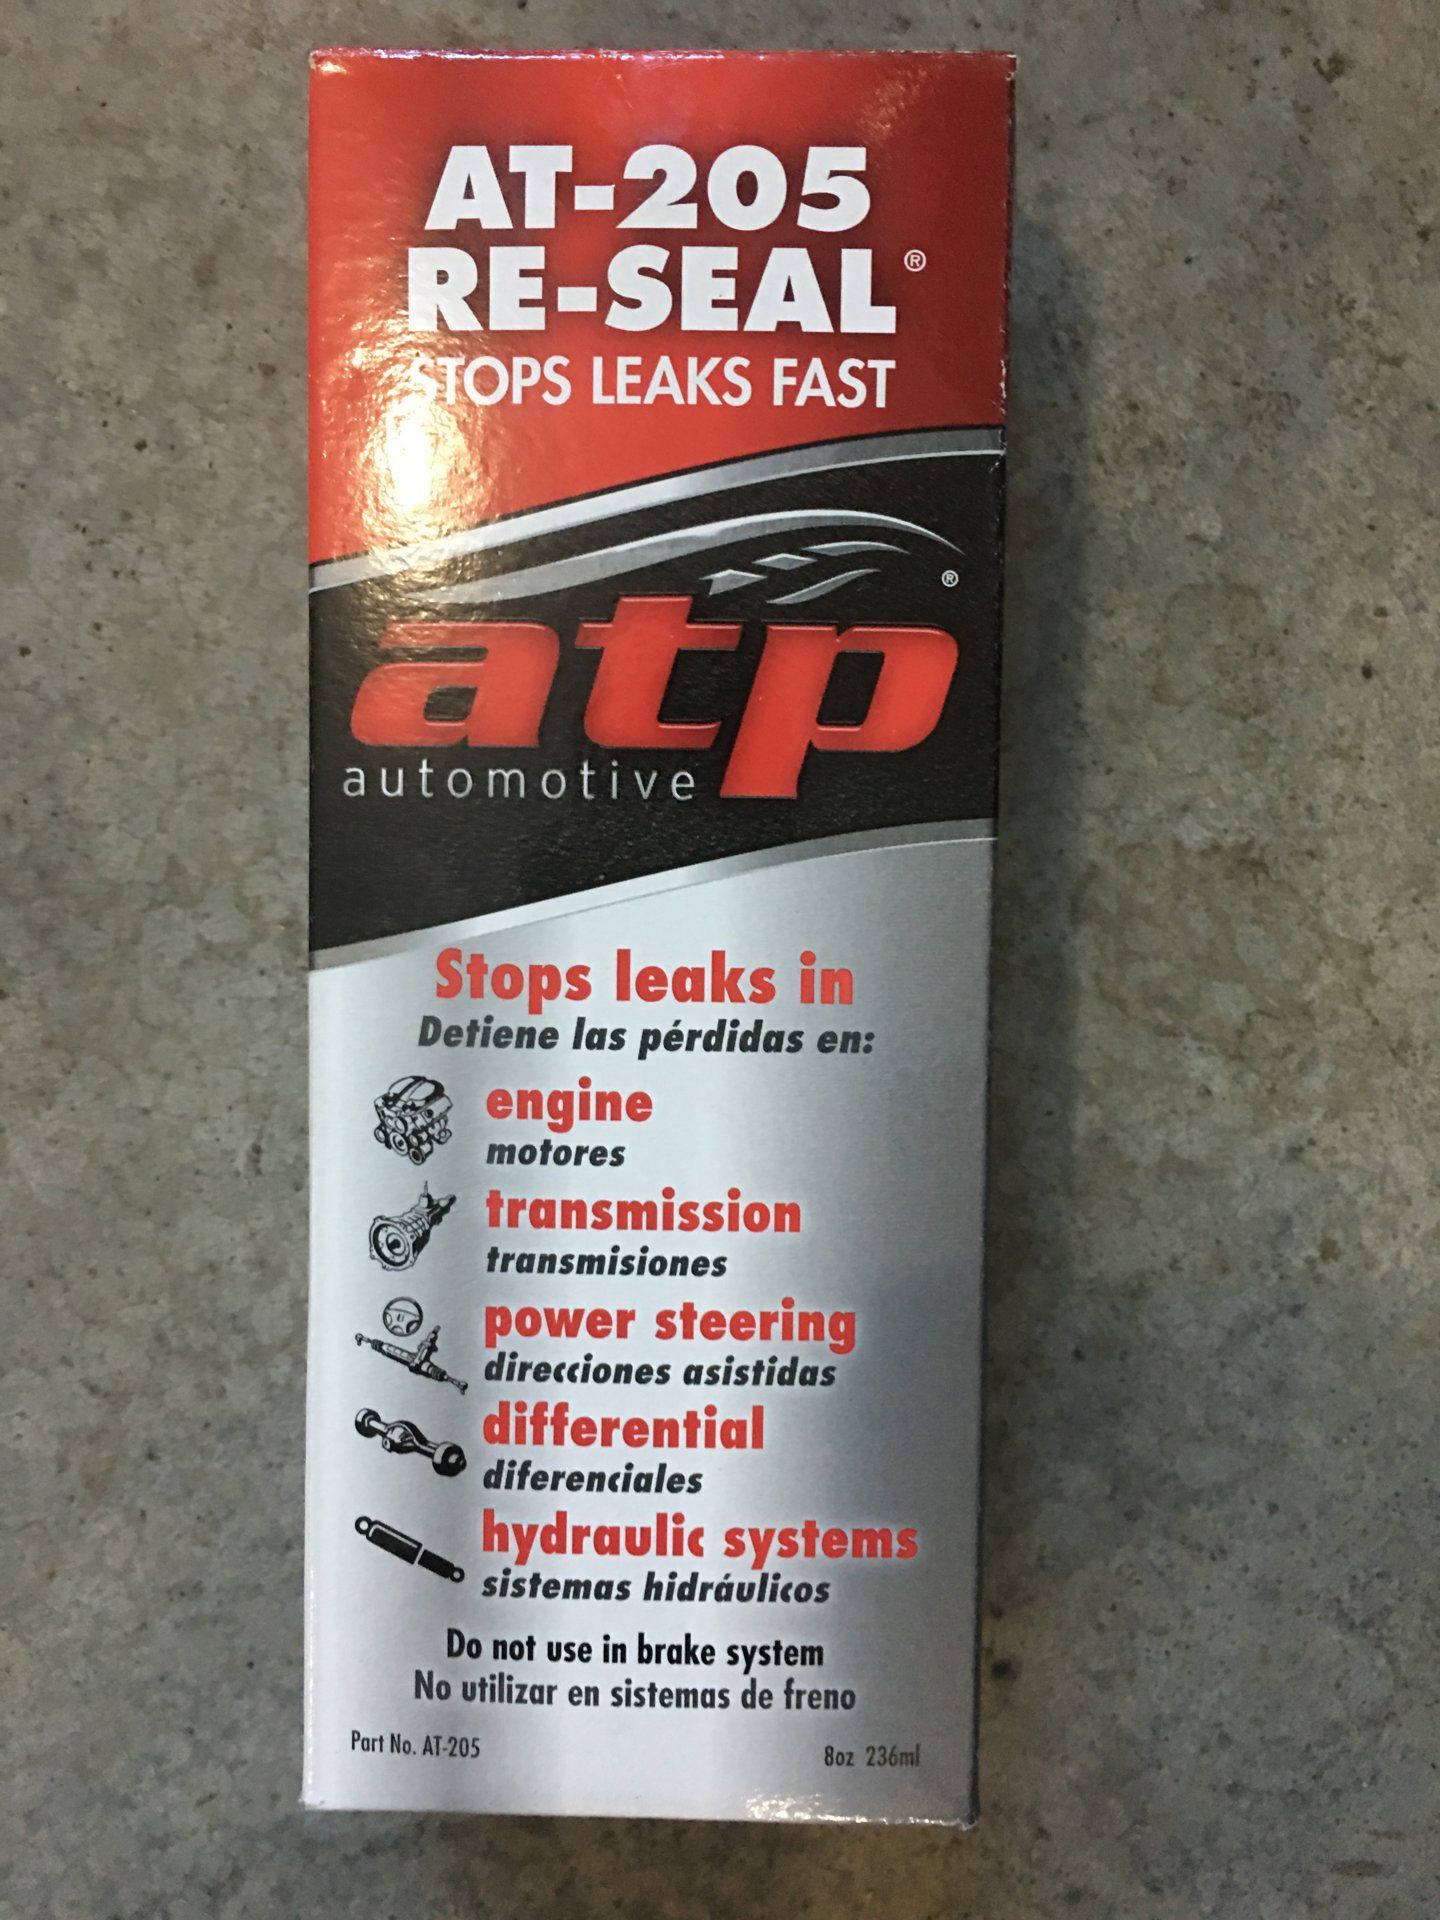 AT-205
RE-SEAL®
STOPS LEAKS FAST
®
atp
automotive
Stops leaks in
Detiene las pérdidas en:
engine
motores
transmission
transmisiones
power steering
direcciones asistidas
differential
diferenciales
hydraulic systems
sistemas hidráulicos
Do not use in brake system
No utilizar en sistemas de freno
Part No. AT-205
8oz 236ml